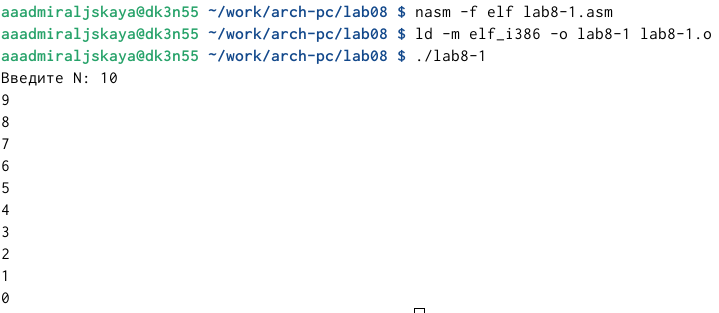 aaadmiraljskaya@dk3n55 ~/work/arch-pc/lab08 $ nasm -f elf lab8-1.asm
aaadmiraljskaya@dk3n55 ~/work/arch-pc/lab08 $ ld -m elf_i386 -o lab8-1 lab8-1.o
aaadmiraljskaya@dk3n55 ~/work/arch-pc/lab08 $ ./lab8-1
Введите N: 10
9
8
7
6
5
4
3
2
1
0